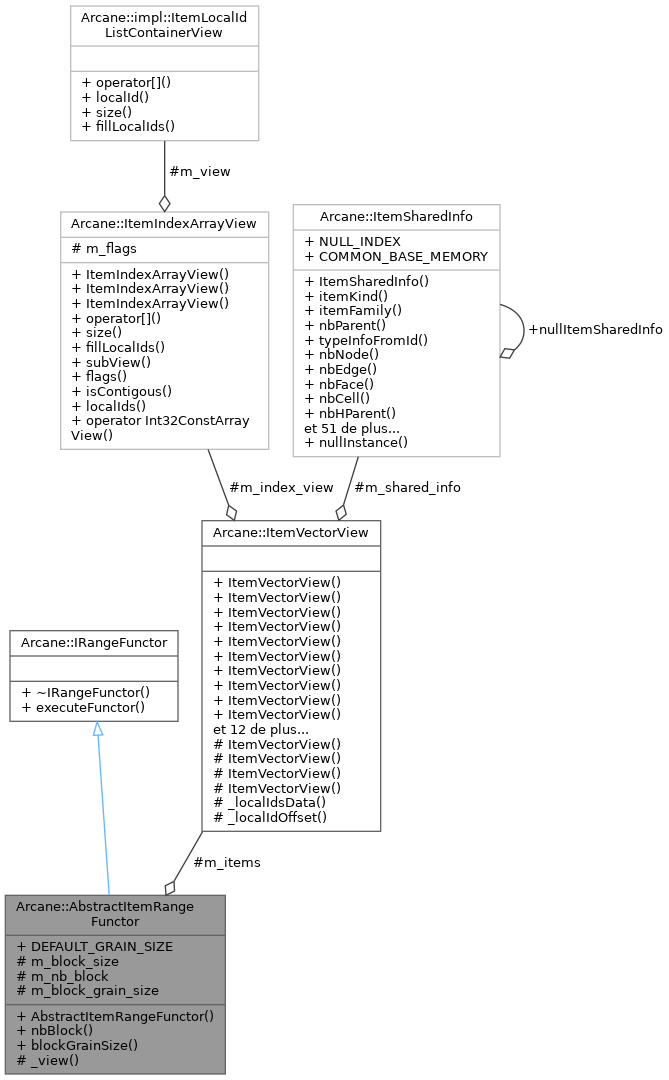 Arcane::impl::ItemLocalId
ListContainerView
+ operator[]()
+ localId()
+ size()
+ fillLocalIds()
#m_view
Arcane::ItemIndexArrayView
# m_flags
+ ItemIndexArrayView()
+ ItemIndexArrayView()
+ ItemIndexArrayView()
+ operator[]()
+ size()
+ fillLocalIds()
+ subView()
+ flags()
+ isContigous()
+ localIds()
+ operator Int32ConstArray
View()
Arcane::ItemSharedInfo
+ NULL_INDEX
+ COMMON_BASE_MEMORY
+ ItemSharedInfo()
+ itemKind()
+ itemFamily()
+ nbParent()
+ typeInfoFromId()
+ nbNode()
+ nbEdge()
+ nbFace()
+ nbCell()
+ nbHParent()
et 51 de plus...
+ nullInstance()
+nullItemSharedInfo
#m_index_view
#m_shared_info
Arcane::ItemVectorView
+ ItemVectorView()
+ ItemVectorView()
+ ItemVectorView()
+ ItemVectorView()
+ ItemVectorView()
+ ItemVectorView()
+ ItemVectorView()
+ ItemVectorView()
+ ItemVectorView()
+ ItemVectorView()
et 12 de plus...
# ItemVectorView()
# ItemVectorView()
# ItemVectorView()
# ItemVectorView()
# _localIdsData()
# _localIdOffset()
Arcane::IRangeFunctor
+ ~IRangeFunctor()
+ executeFunctor()
#m_items
Arcane::AbstractItemRange
Functor
+ DEFAULT_GRAIN_SIZE
# m_block_size
# m_nb_block
# m_block_grain_size
+ AbstractItemRangeFunctor()
+ nbBlock()
+ blockGrainSize()
# _view()